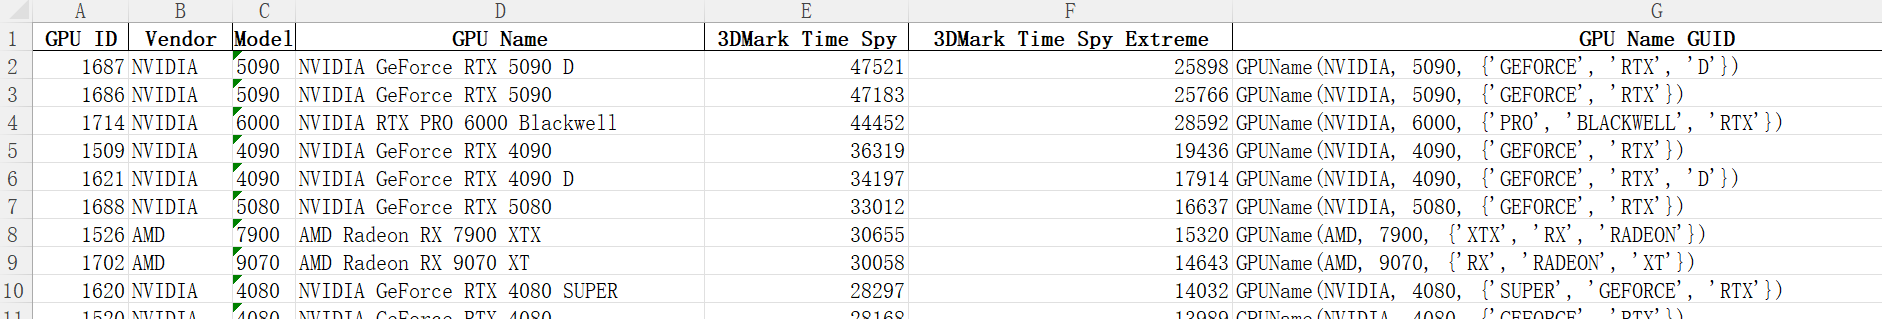 A B C D E F G
1 GPU ID Vendor Model GPU Name 3DMark Time Spy 3DMark Time Spy Extreme GPU Name GUID
2 1687 NVIDIA 5090 NVIDIA GeForce RTX 5090 D 47521 25898 GPUName(NVIDIA, 5090, {'GEFORCE', 'RTX', 'D'})
3 1686 NVIDIA 5090 NVIDIA GeForce RTX 5090 47183 25766 GPUName(NVIDIA, 5090, {'GEFORCE', 'RTX'})
4 1714 NVIDIA 6000 NVIDIA RTX PRO 6000 Blackwell 44452 28592 GPUName(NVIDIA, 6000, {'PRO', 'BLACKWELL', 'RTX'})
5 1509 NVIDIA 4090 NVIDIA GeForce RTX 4090 36319 19436 GPUName(NVIDIA, 4090, {'GEFORCE', 'RTX'})
6 1621 NVIDIA 4090 NVIDIA GeForce RTX 4090 D 34197 17914 GPUName(NVIDIA, 4090, {'GEFORCE', 'RTX', 'D'})
7 1688 NVIDIA 5080 NVIDIA GeForce RTX 5080 33012 16637 GPUName(NVIDIA, 5080, {'GEFORCE', 'RTX'})
8 1526 AMD 7900 AMD Radeon RX 7900 XTX 30655 15320 GPUName(AMD, 7900, {'XTX', 'RX', 'RADEON'})
9 1702 AMD 9070 AMD Radeon RX 9070 XT 30058 14643 GPUName(AMD, 9070, {'RX', 'RADEON', 'XT'})
10 1620 NVIDIA 4080 NVIDIA GeForce RTX 4080 SUPER 28297 14032 GPUName(NVIDIA, 4080, {'SUPER', 'GEFORCE', 'RTX'})
11 1520 NVIDIA 4080 NVIDIA GeForce RTX 4080 28168 13989 GPUName(NVIDIA, 4080, {'GEFORCE', 'RTX'})